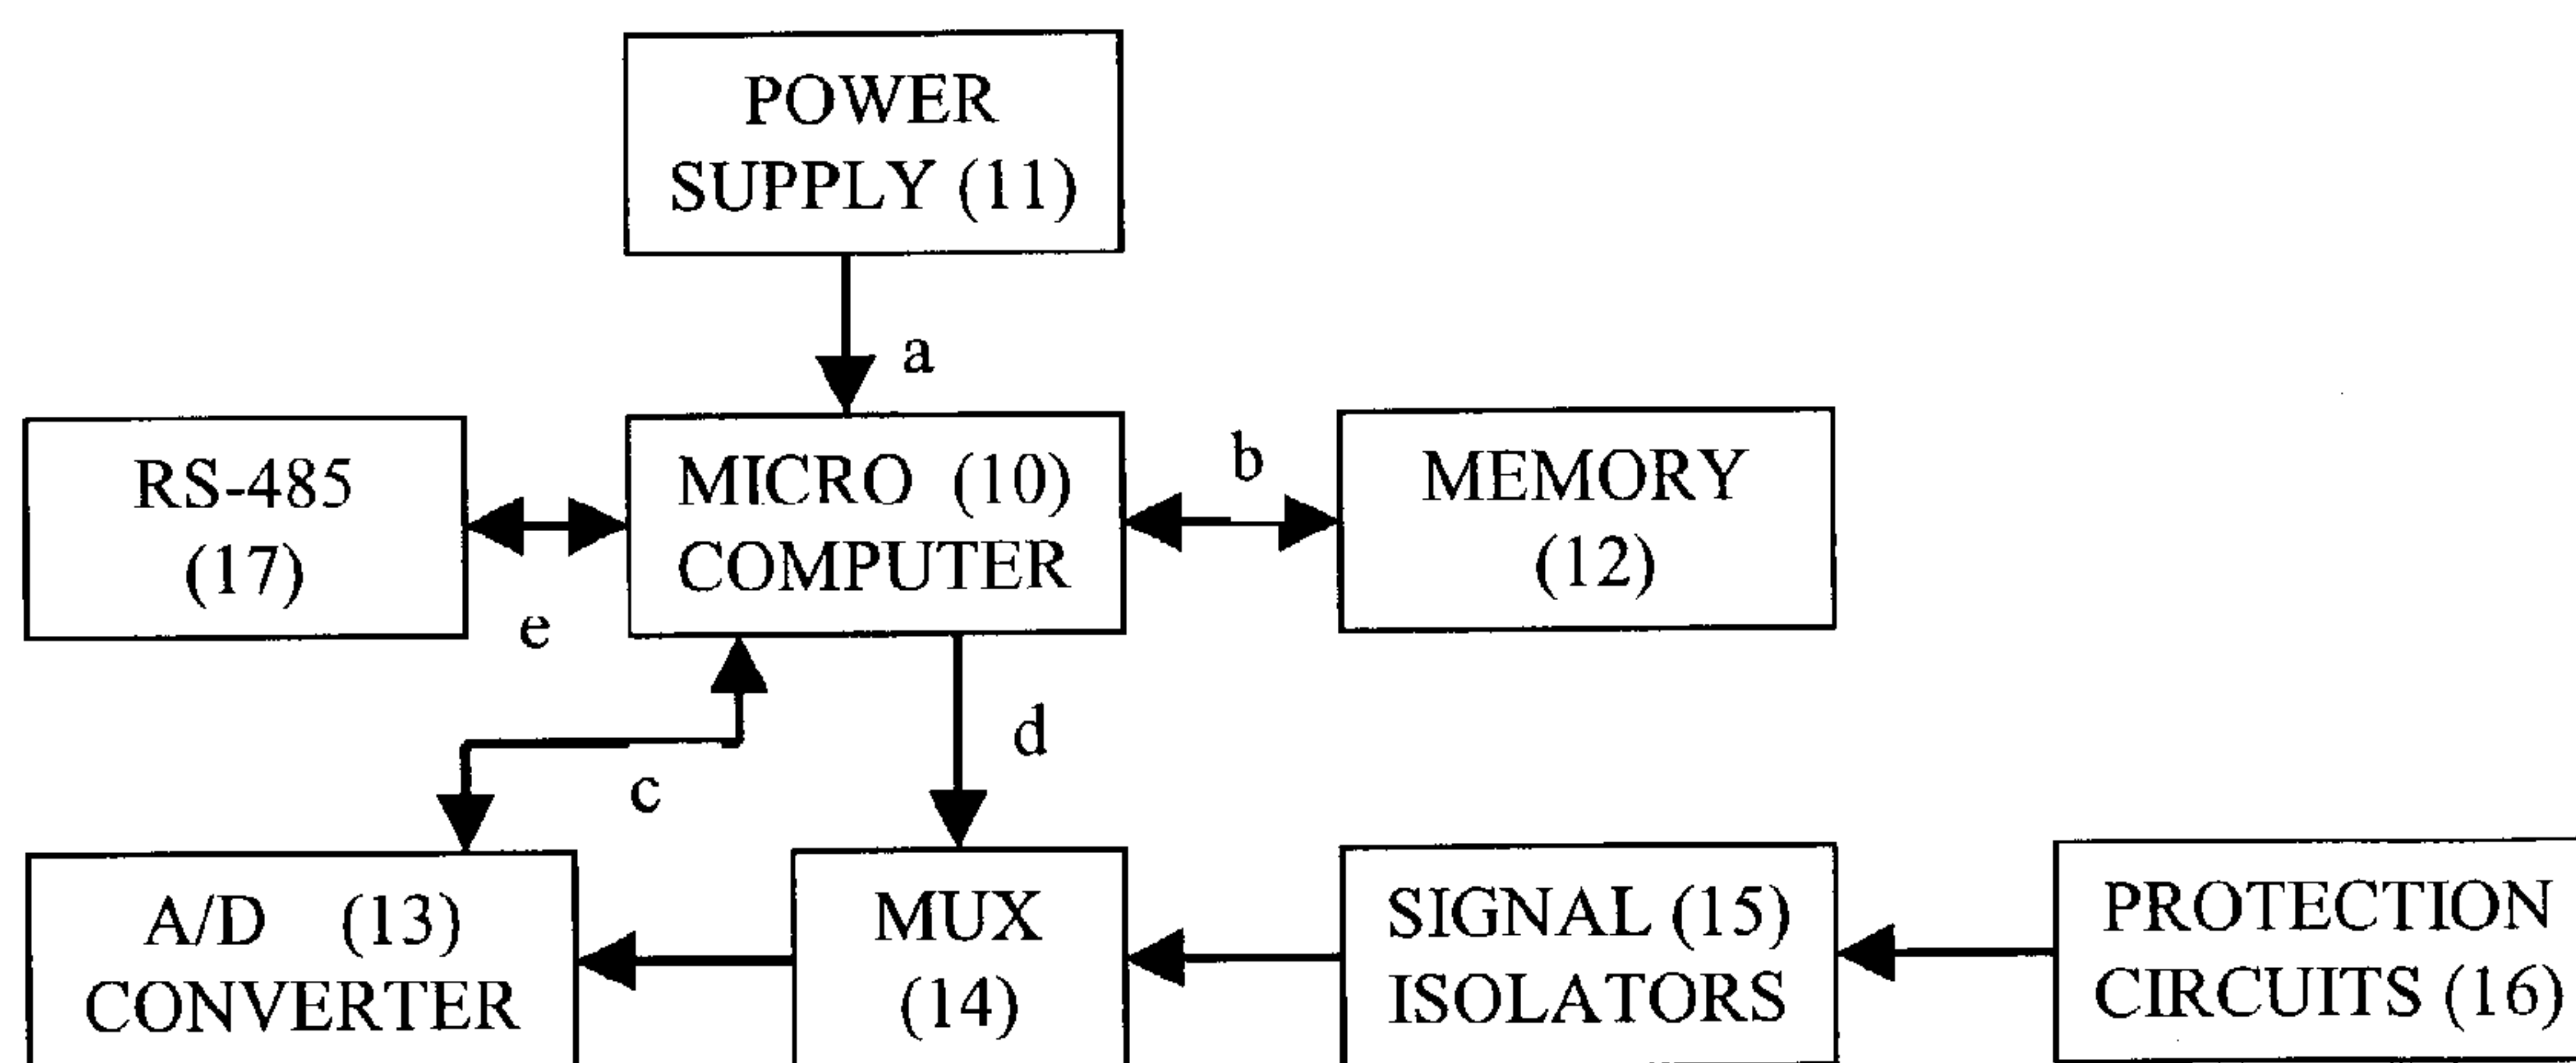 POWER
SUPPLY (11)
a
RS-485
(17)
e
MICRO (10)
COMPUTER
b
MEMORY
(12)
c
d
A/D (13)
CONVERTER
MUX
(14)
SIGNAL (15)
ISOLATORS
PROTECTION
CIRCUITS (16)